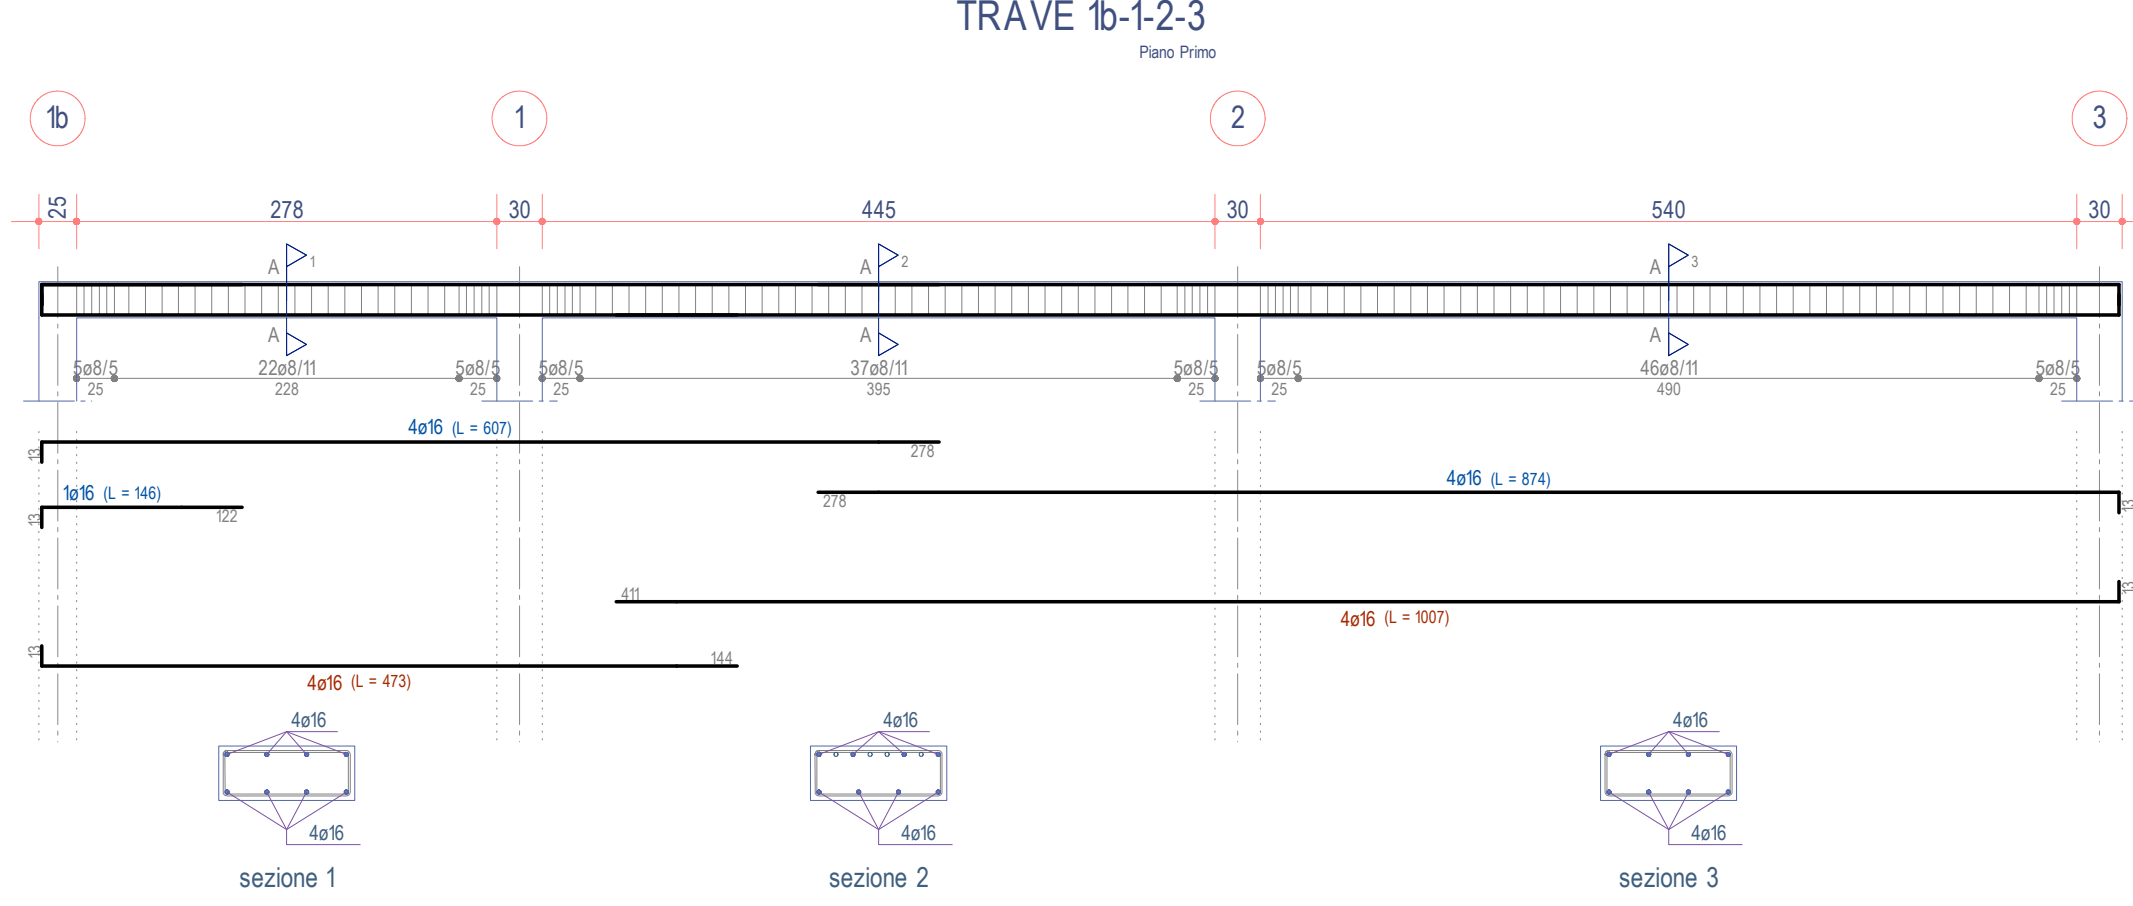 TRAVE 1b-1-2-3
Piano Primo
1b 1 2 3
25 278 30 445 30 540 30
A 1 A 2 A 3
A A A
5ø8/5 22ø8/11 5ø8/5 5ø8/5 37ø8/11 5ø8/5 5ø8/5 46ø8/11 5ø8/5
25 228 25 25 395 25 25 490 25
4ø16 (L = 607)
13 278
1ø16 (L = 146) 4ø16 (L = 874)
13 122 278 13
411 13
4ø16 (L = 1007)
13 144
4ø16 (L = 473)
4ø16 4ø16 4ø16
4ø16 4ø16 4ø16
sezione 1 sezione 2 sezione 3